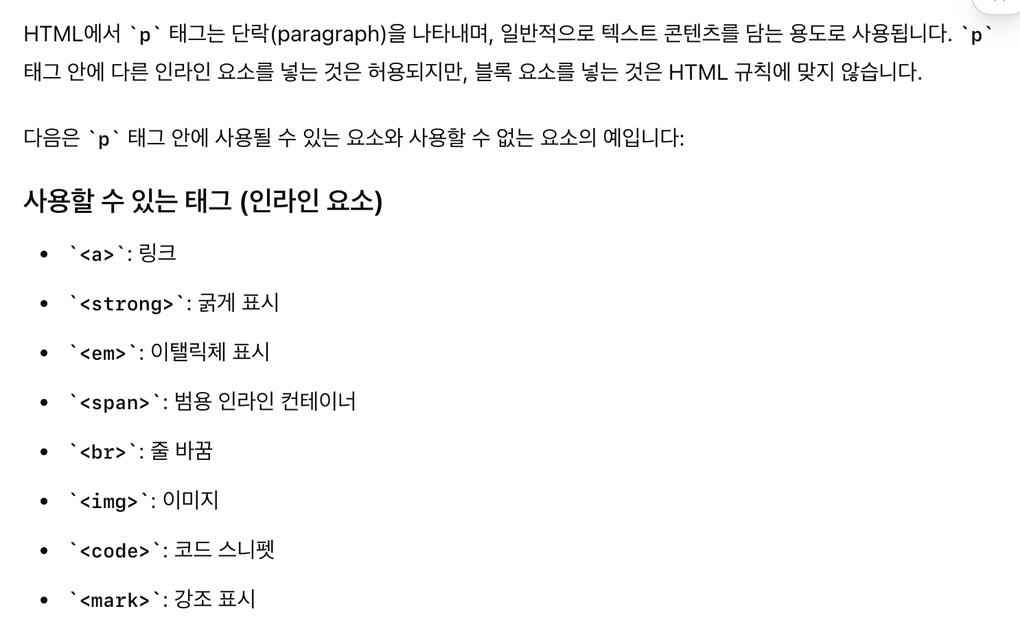 HTML에서 `p` 태그는 단락(paragraph)을 나타내며, 일반적으로 텍스트 콘텐츠를 담는 용도로 사용됩니다. `p`
태그 안에 다른 인라인 요소를 넣는 것은 허용되지만, 블록 요소를 넣는 것은 HTML 규칙에 맞지 않습니다.
다음은 `p` 태그 안에 사용될 수 있는 요소와 사용할 수 없는 요소의 예입니다:
사용할 수 있는 태그 (인라인 요소)
• `<a>`: 링크
• `<strong>`: 굵게 표시
• `<em>`: 이탤릭체 표시
• `<span>`: 범용 인라인 컨테이너
• `<br>`: 줄 바꿈
• `<img>`: 이미지
• `<code>`: 코드 스니펫
• `<mark>`: 강조 표시